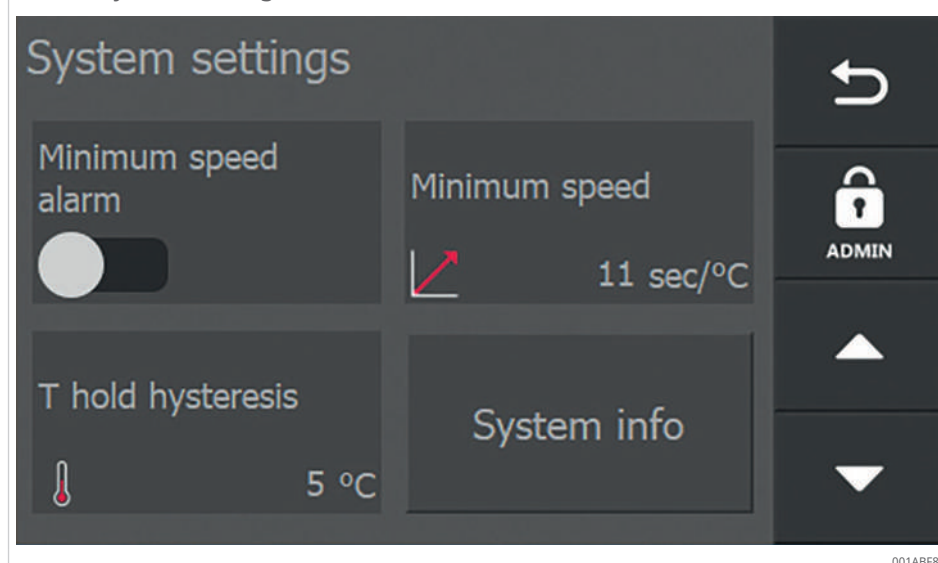 System settings
Minimum speed
alarm
Minimum speed
11 sec/°C
T hold hysteresis
5 °C
System info
ADMIN
001ABF8